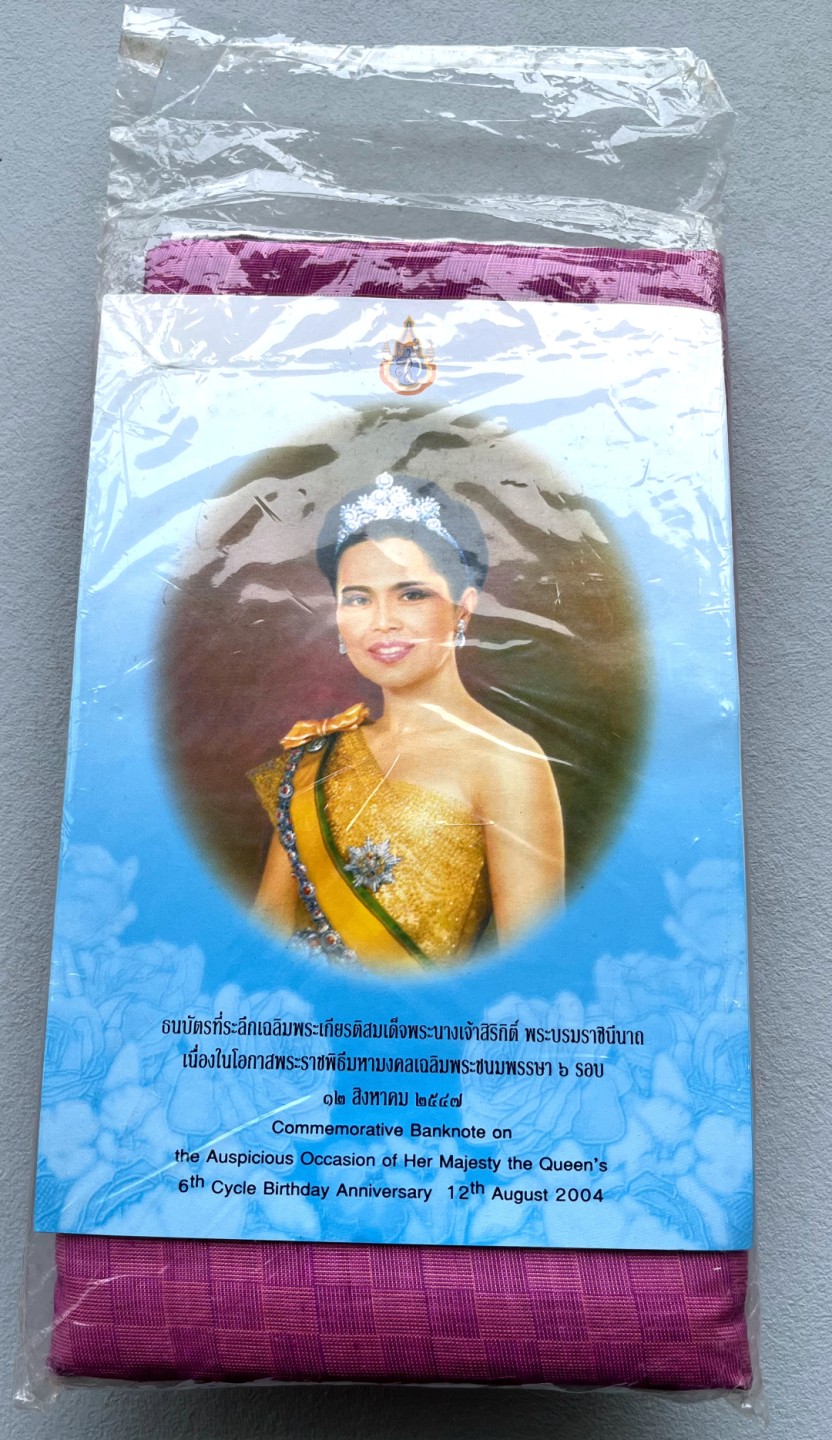 ธนบัตรที่ระลึกเฉลิมพระเกียรติสมเด็จพระนางเจ้าสิริกิติ์ พระบรมราชินีนาถ
เนื่องในโอกาสพระราชพิธีมหามงคลเฉลิมพระชนมพรรษา ๖ รอบ
๑๒ สิงหาคม ๒๕๔๗
Commemorative Banknote on
the Auspicious Occasion of Her Majesty the Queen's
6th Cycle Birthday Anniversary 12th August 2004